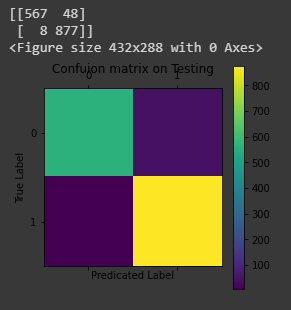 [[567 48]
[ 8 877]]
<Figure size 432x288 with 0 Axes>
Confuion matrix on Testing
0 1
0
1
True Label
Predicated Label
800
700
600
500
400
300
200
100